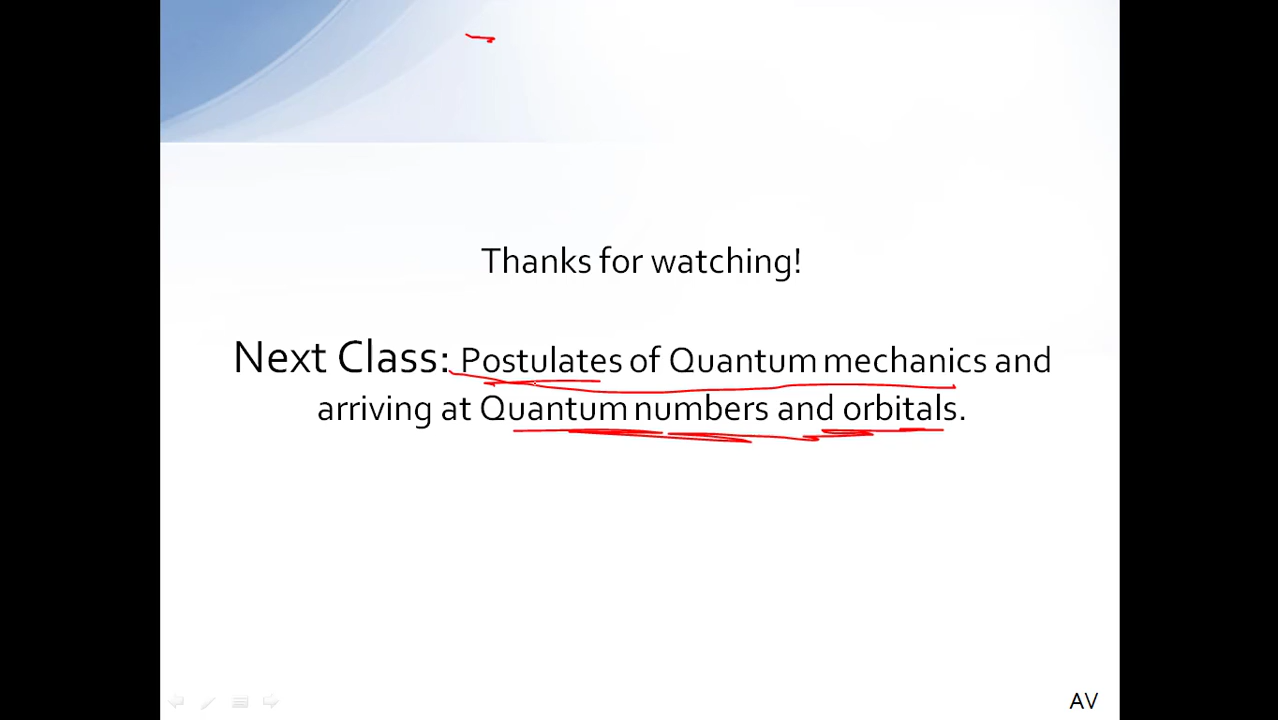 Thanks for watching!
Next Class: Postulates of Quantum mechanics and
arriving at Quantum numbers and orbitals.
AV